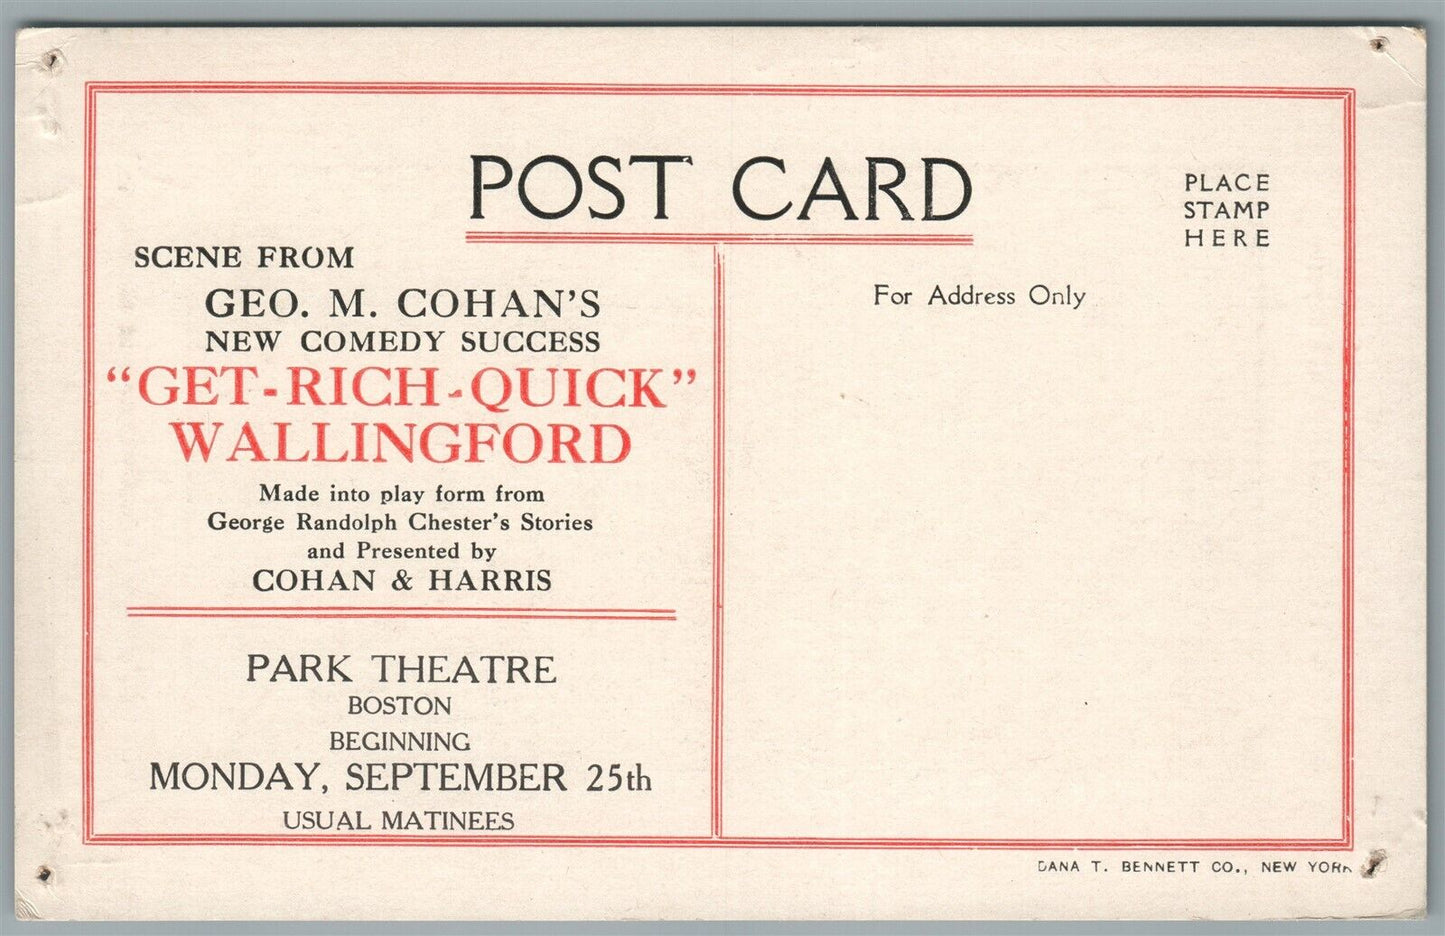 POST CARD
PLACE
STAMP
HERE
SCENE FROM
GEO. M. COHAN'S
NEW COMEDY SUCCESS
"GET-RICH-QUICK"
WALLINGFORD
Made into play form from
George Randolph Chester's Stories
and Presented by
COHAN & HARRIS
PARK THEATRE
BOSTON
BEGINNING
MONDAY, SEPTEMBER 25th
USUAL MATINEES
For Address Only
DANA T. BENNETT CO., NEW YORK